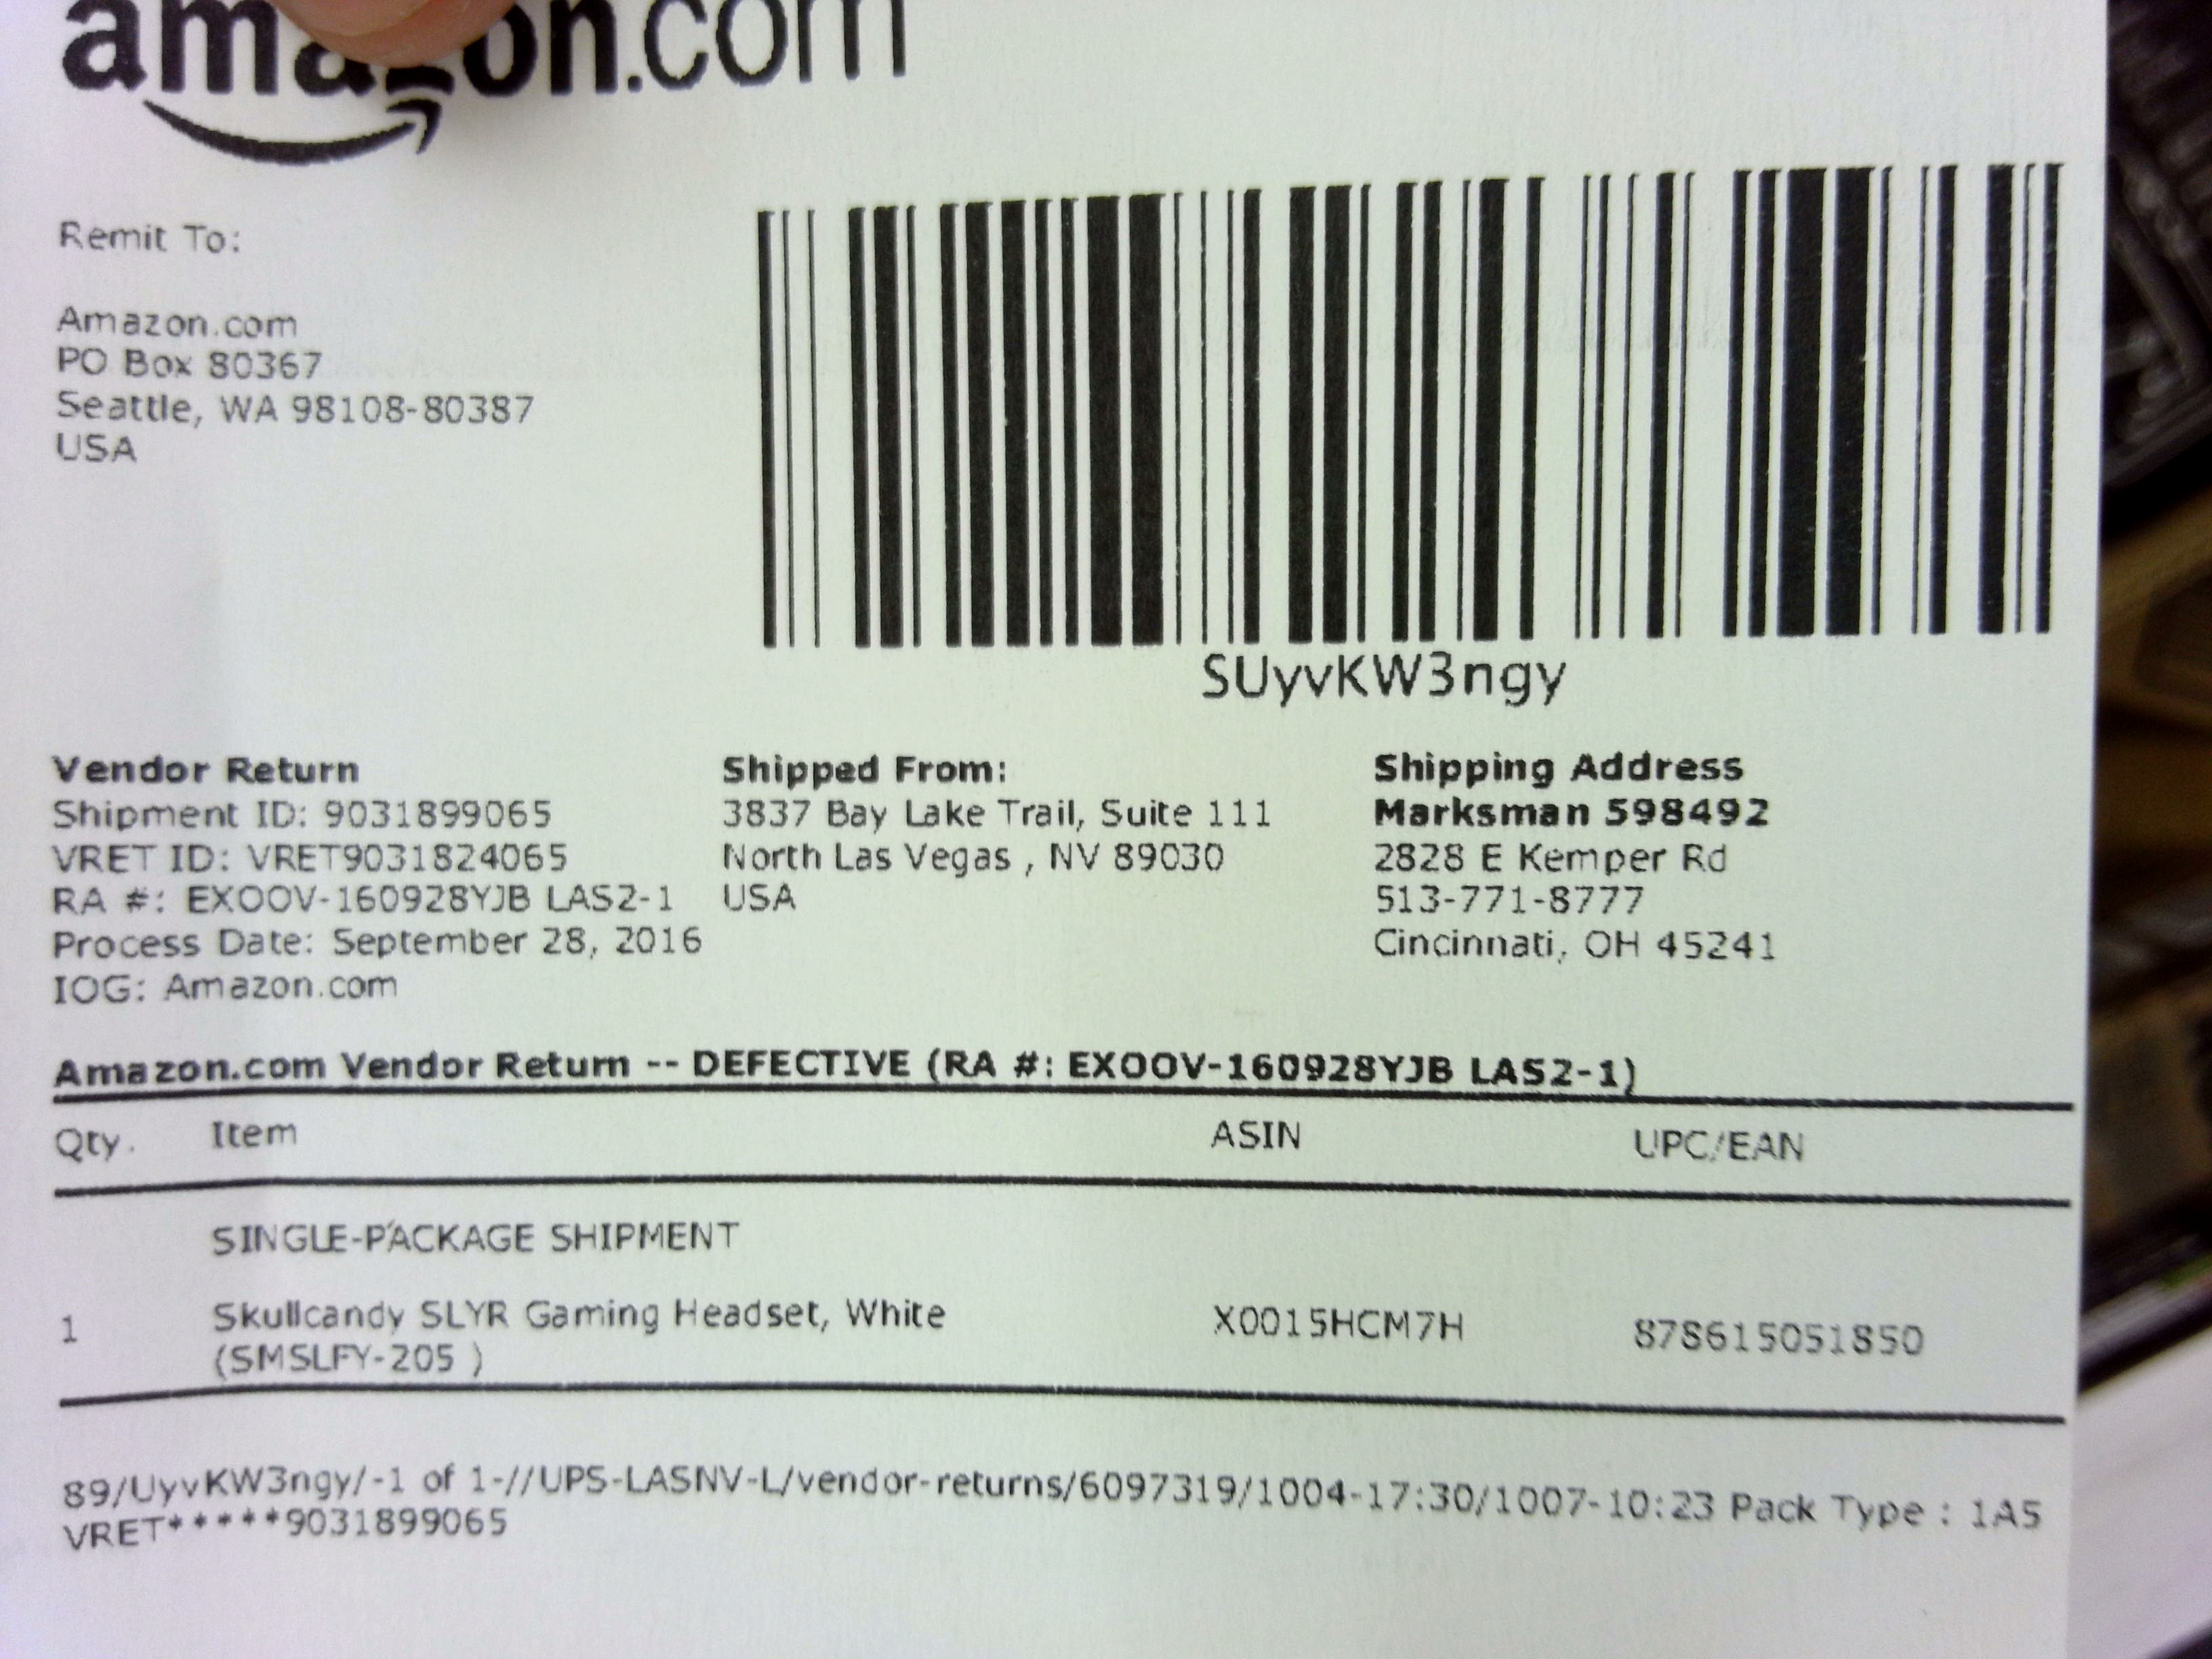 amazon.com
Remit To:
Amazon.com
PO Box 80367
Seattle, WA 98108-80387
USA
SUyvKW3ngy
Vendor Return
Shipment ID: 9031899065
VRET ID: VRET9031824065
RA #: EXOOV-160928YJB LAS2-1
Process Date: September 28, 2016
IOG: Amazon.com
Shipped From:
3837 Bay Lake Trail, Suite 111
North Las Vegas , NV 89030
USA
Shipping Address
Marksman 598492
2828 E Kemper Rd
513-771-8777
Cincinnati, OH 45241
Amazon.com Vendor Return -- DEFECTIVE (RA #: EXOOV-160928YJB LAS2-1)
Qty. Item ASIN UPC/EAN
SINGLE-PACKAGE SHIPMENT
1 Skullcandy SLYR Gaming Headset, White X0015HCM7H 878615051850
(SMSLFY-205 )
89/UyvKW3ngy/-1 of 1-//UPS-LASNV-L/vendor-returns/6097319/1004-17:30/1007-10:23 Pack Type : 1A5
VRET*****9031899065